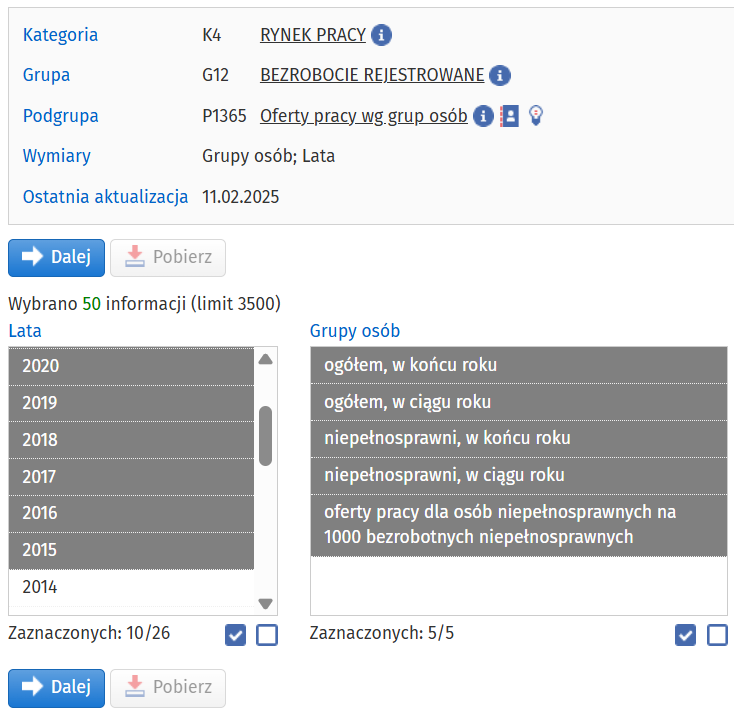 Kategoria K4 RYNEK PRACY
Grupa G12 BEZROBOCIE REJESTROWANE
Podgrupa P1365 Oferty pracy wg grup osób
Wymiary Grupy osób; Lata
Ostatnia aktualizacja 11.02.2025
Dalej Pobierz
Wybrano 50 informacji (limit 3500)
Lata
2020
2019
2018
2017
2016
2015
2014
Zaznaczonych: 10/26
Grupy osób
ogółem, w końcu roku
ogółem, w ciągu roku
niepełnosprawni, w końcu roku
niepełnosprawni, w ciągu roku
oferty pracy dla osób niepełnosprawnych na
1000 bezrobotnych niepełnosprawnych
Zaznaczonych: 5/5
Dalej Pobierz